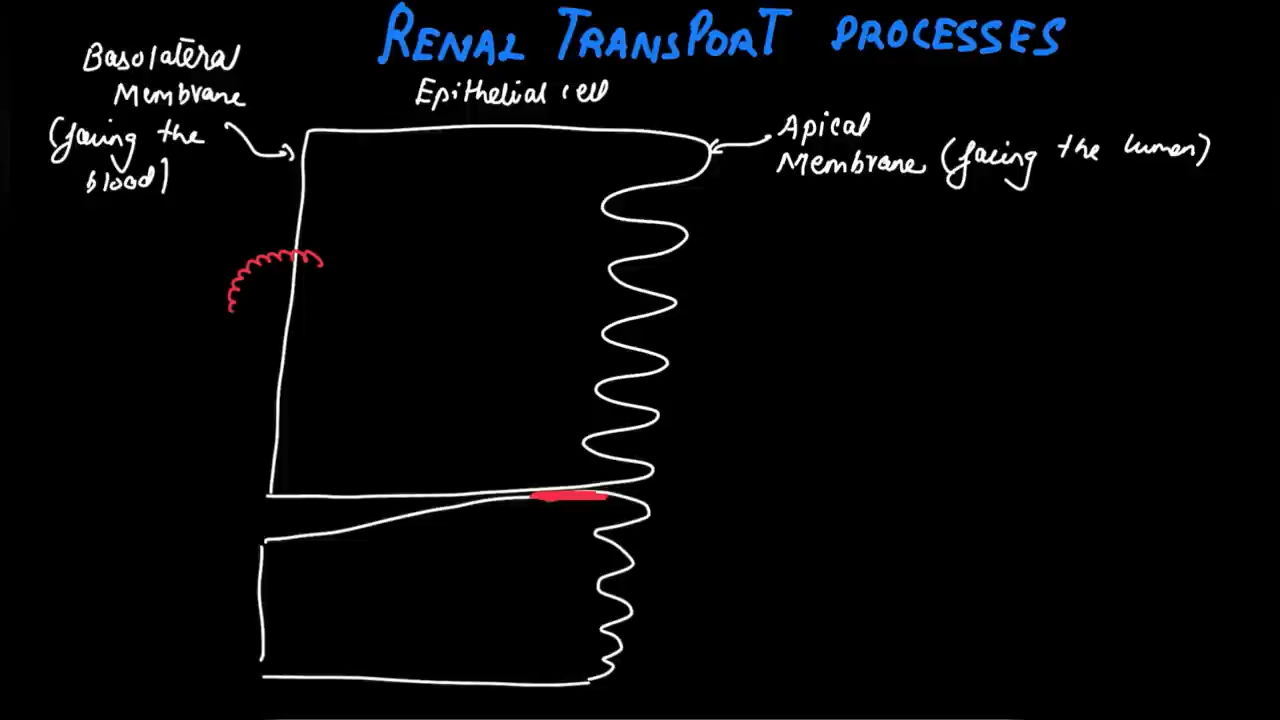 RENAL TRANSPORT PROCESSES
Basolateral
Membrane
(facing the
blood)
Epithelial cell
Apical
Membrane (facing the lumen)